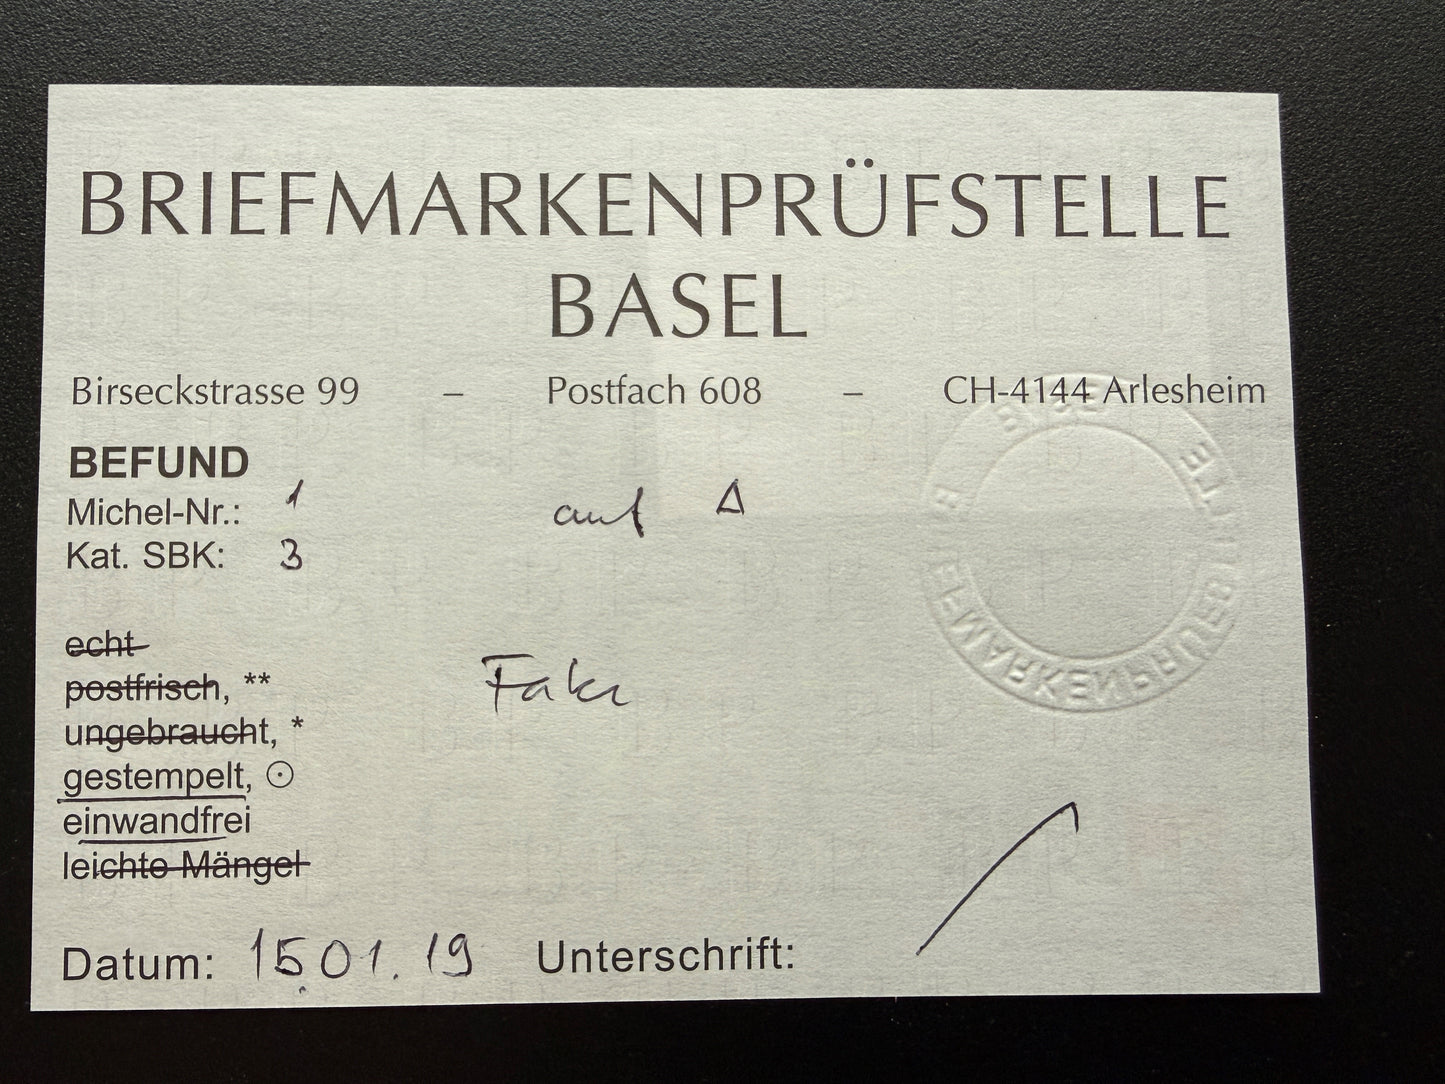 BRIEFMARKENPRÜFSTELLE
BASEL
Birseckstrasse 99 – Postfach 608 – CH-4144 Arlesheim
BEFUND
Michel-Nr.: 1 auf Δ
Kat. SBK: 3
echt
postfrisch, **
Fake
ungebraucht, *
gestempelt, ⊙
einwandfrei
leichte Mängel
Datum: 15.01.19 Unterschrift: